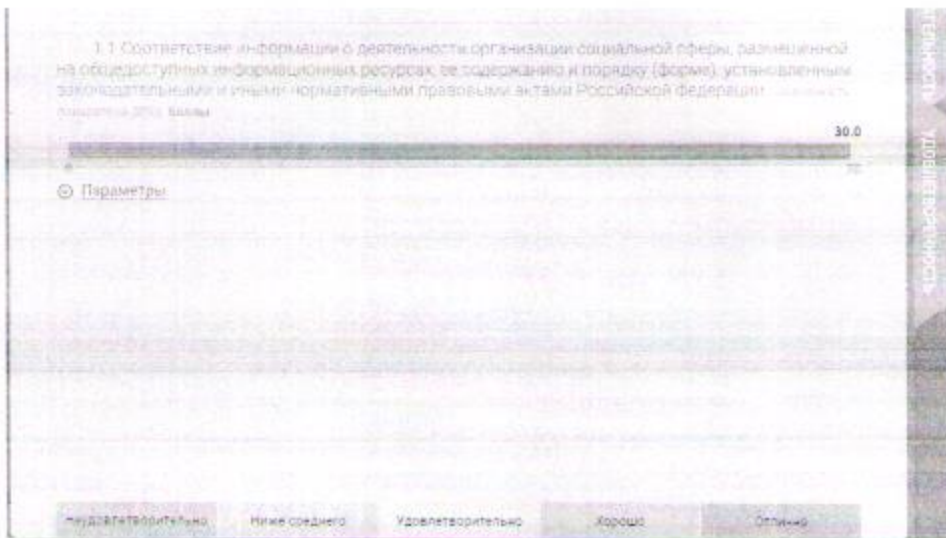 1.1 Соответствие информации о деятельности организации социальной сферы, размещенной
на общедоступных информационных ресурсах, ее содержанию и порядку (форме), установленным
законодательными и иными нормативными правовыми актами Российской Федерации
Баллы
30.0
Параметры
Неудовлетворительно Ниже среднего Удовлетворительно Хорошо Отлично